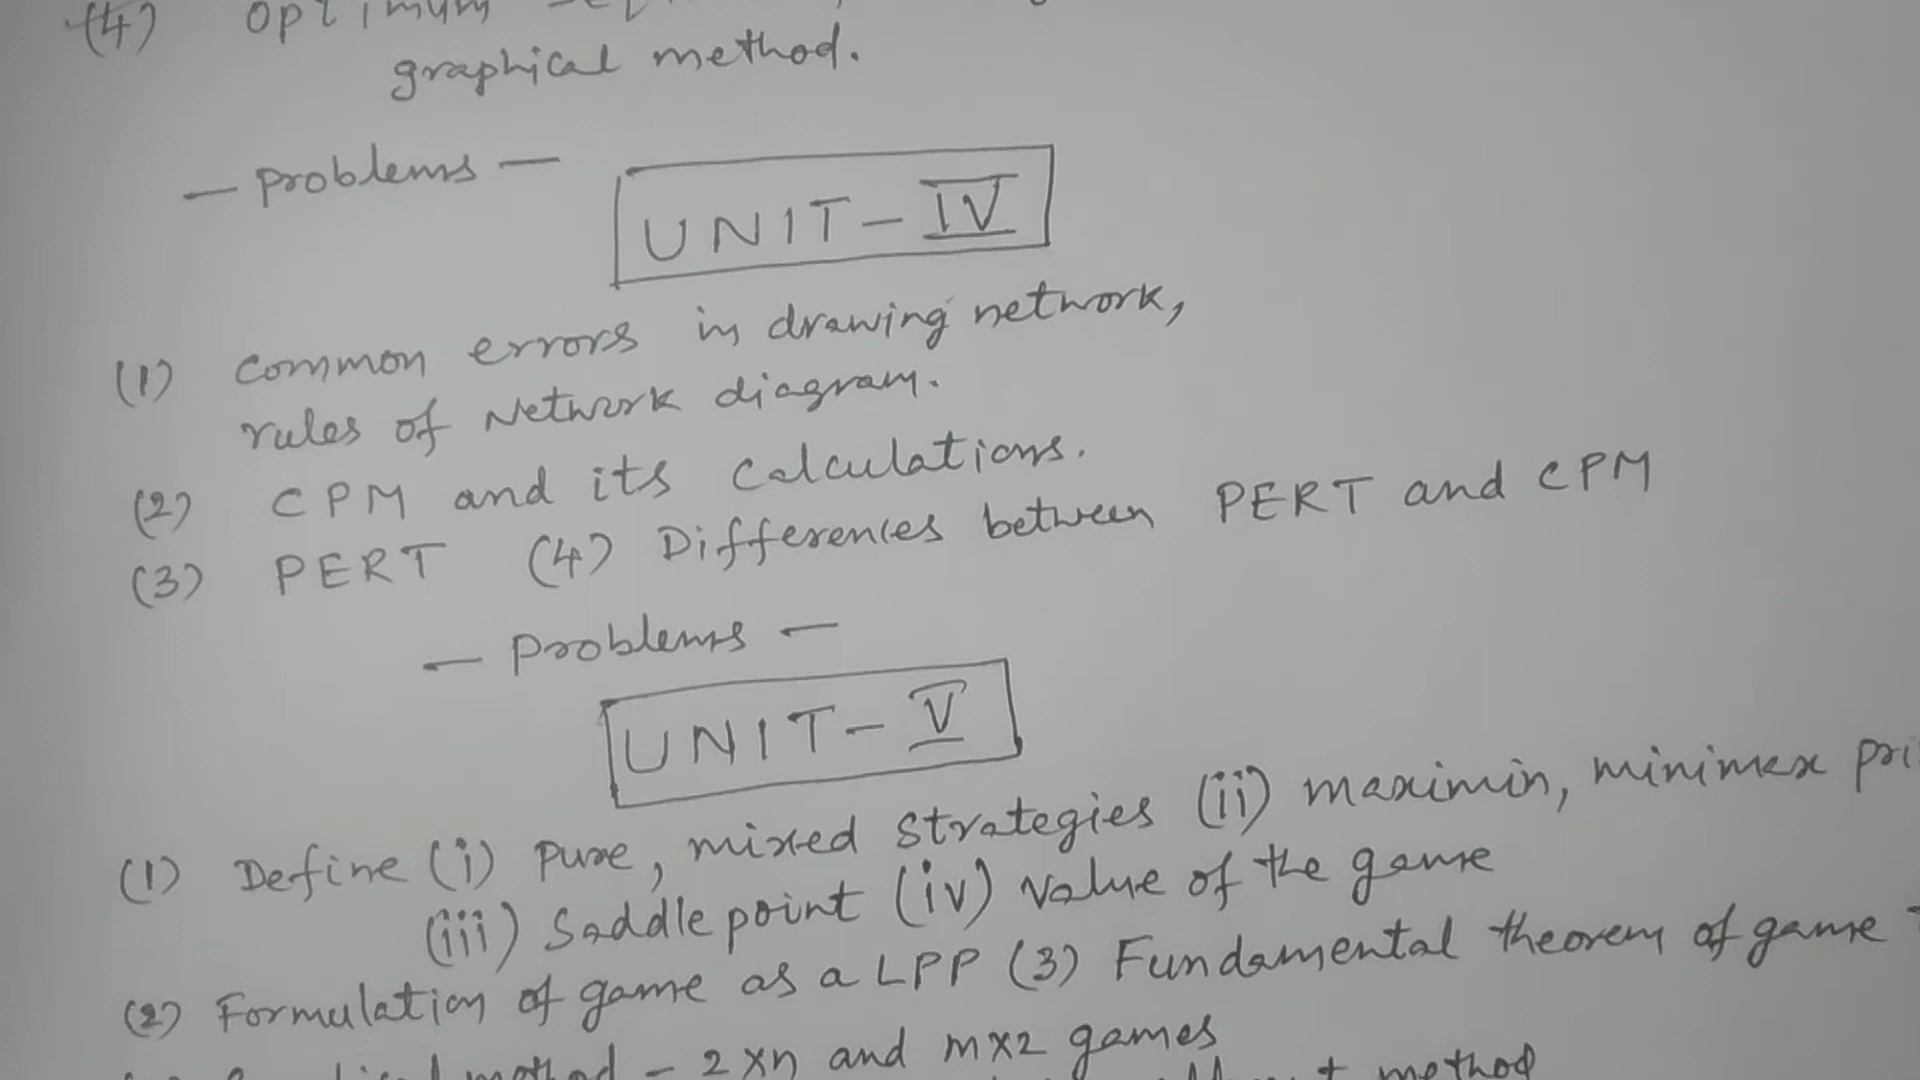 (4) Optimum
graphical method.
— Problems —
UNIT-IV
(1) Common errors in drawing network,
rules of Network diagram.
(2) CPM and its Calculations.
(3) PERT (4) Differences between PERT and CPM
— Problems —
UNIT-V
(1) Define (i) Pure, mixed Strategies (ii) maximin, minimax pri
(iii) Saddle point (iv) Value of the game
(2) Formulation of game as a LPP (3) Fundamental theorem of game
method – 2×n and m×2 games
method